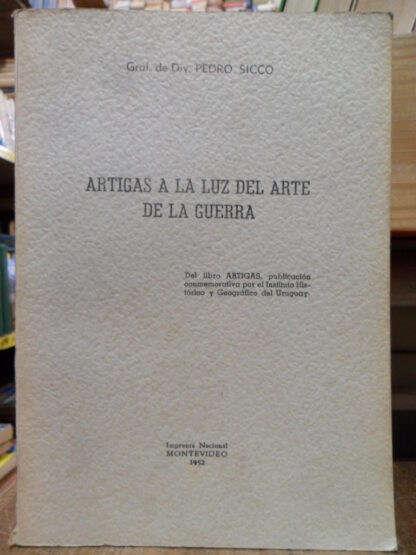 Gral. de Div. PEDRO SICCO
ARTIGAS A LA LUZ DEL ARTE
DE LA GUERRA
Del libro ARTIGAS, publicación
conmemorativa por el Instituto His-
tórico y Geográfico del Uruguay.
Imprenta Nacional
MONTEVIDEO
1952